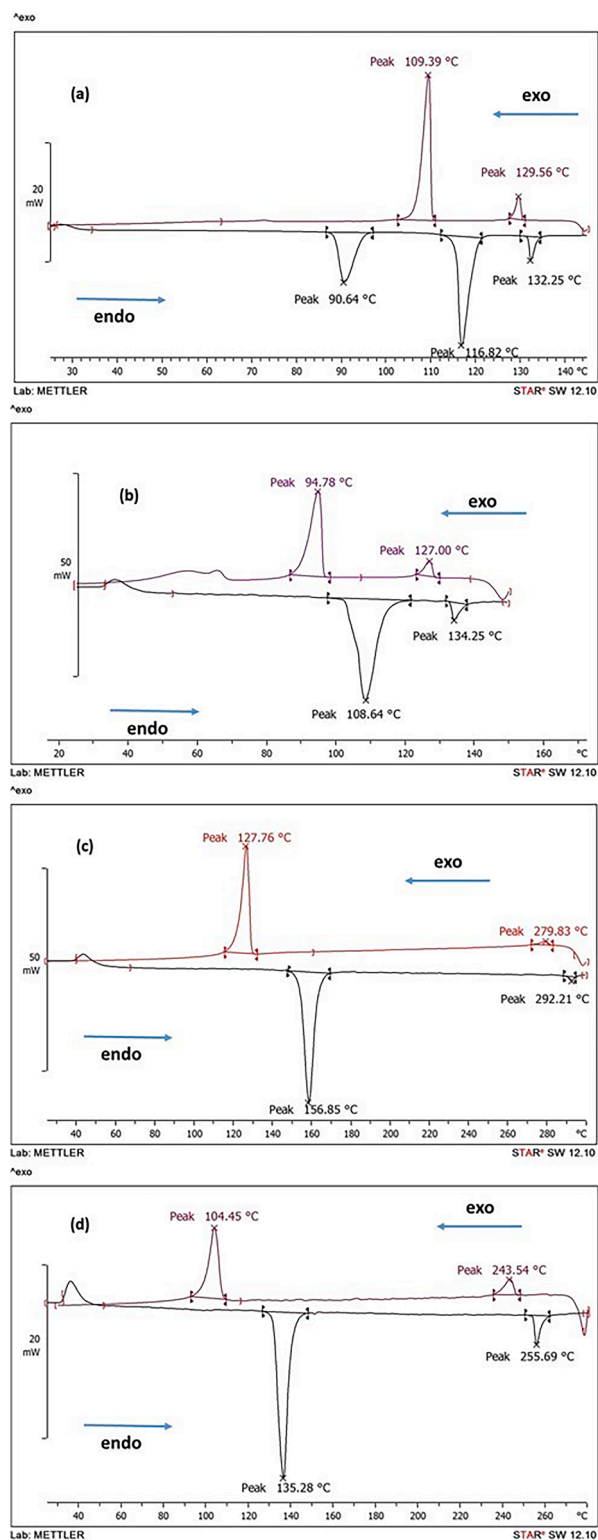 ^exo
Peak 109.39 °C
(a)
exo
20
mW
Peak 129.56 °C
Peak 90.64 °C
Peak 132.25 °C
endo
Peak 116.82 °C
30 40 50 60 70 80 90 100 110 120 130 140 °C
Lab: METTLER STARe SW 12.10
^exo
Peak 94.78 °C
(b)
exo
Peak 127.00 °C
50
mW
Peak 134.25 °C
Peak 108.64 °C
endo
20 40 60 80 100 120 140 160 °C
Lab: METTLER STARe SW 12.10
^exo
Peak 127.76 °C
(c)
exo
Peak 279.83 °C
50
mW
Peak 292.21 °C
endo
Peak 156.85 °C
40 60 80 100 120 140 160 180 200 220 240 260 280 °C
Lab: METTLER STARe SW 12.10
^exo
Peak 104.45 °C
exo
(d)
Peak 243.54 °C
20
mW
Peak 255.69 °C
endo
Peak 135.28 °C
40 60 80 100 120 140 160 180 200 220 240 260 °C
Lab: METTLER STARe SW 12.10